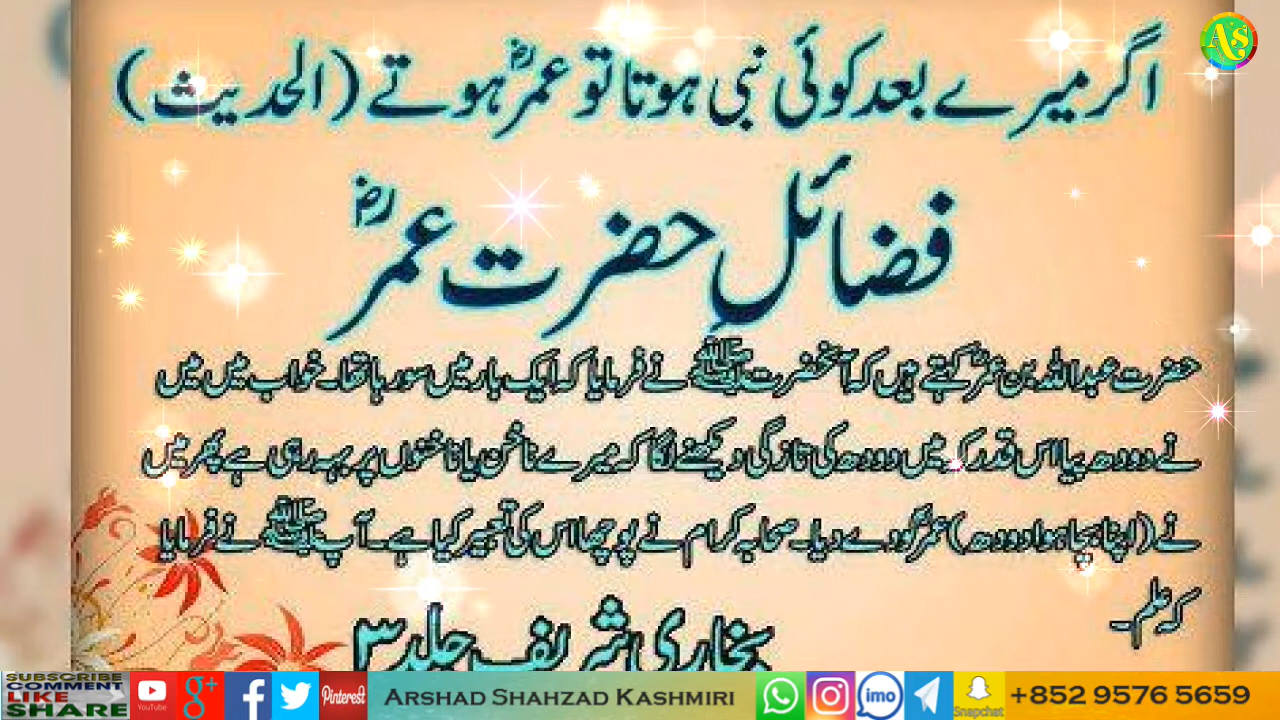 اگر میرے بعد کوئی نبی ہوتا تو عمرؓ ہوتے (الحدیث)
فضائلِ حضرت عمرؓ
حضرت عبداللہ بن عمرؓ کہتے ہیں کہ آنحضرت ﷺ نے فرمایا کہ ایک بار میں سو رہا تھا۔ خواب میں میں
نے دودھ پیا اس قدر کہ میں دودھ کی تازگی دیکھنے لگا کہ میرے ناخن یا ناخنوں پر بہہ رہی ہے پھر میں
نے (اپنا بچا ہوا دودھ) عمرؓ کو دے دیا۔ صحابہ کرام نے پوچھا اس کی تعبیر کیا ہے۔ آپ ﷺ نے فرمایا
کہ علم۔
بخاری شریف جلد ۳
As
SUBSCRIBE
COMMENT
LIKE
SHARE
YouTube
g+
Pinterest
ARSHAD SHAHZAD KASHMIRI
imo
Snapchat
+852 9576 5659